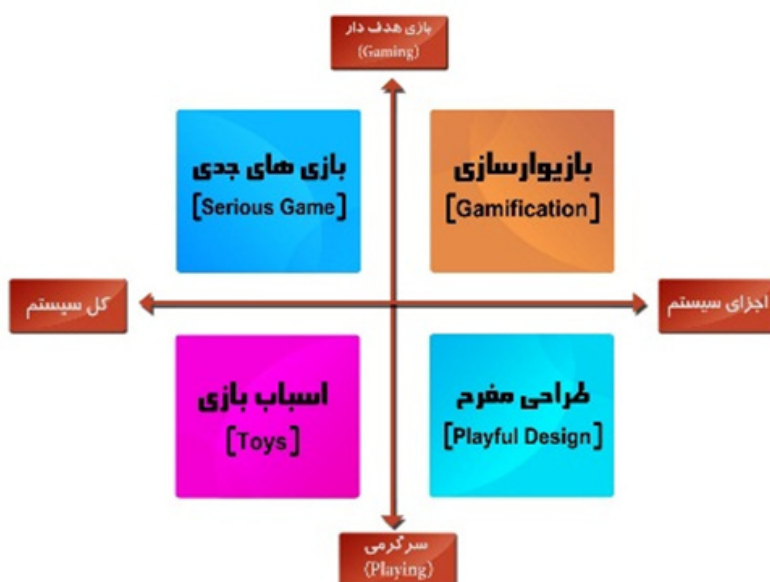 بازی هدف دار
(Gaming)
بازی های جدی
[Serious Game]
بازیوارسازی
[Gamification]
کل سیستم
اجزای سیستم
اسباب بازی
[Toys]
طراحی مفرح
[Playful Design]
سرگرمی
(Playing)